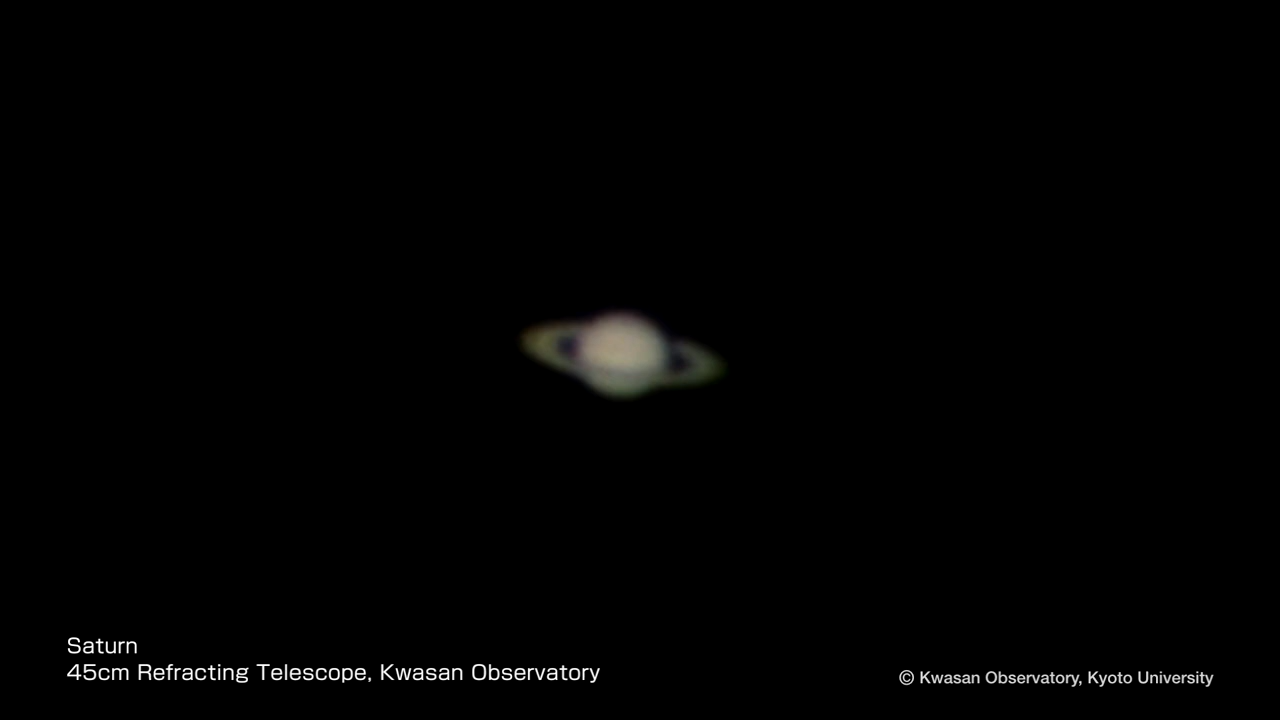 Saturn
45cm Refracting Telescope, Kwasan Observatory
© Kwasan Observatory, Kyoto University